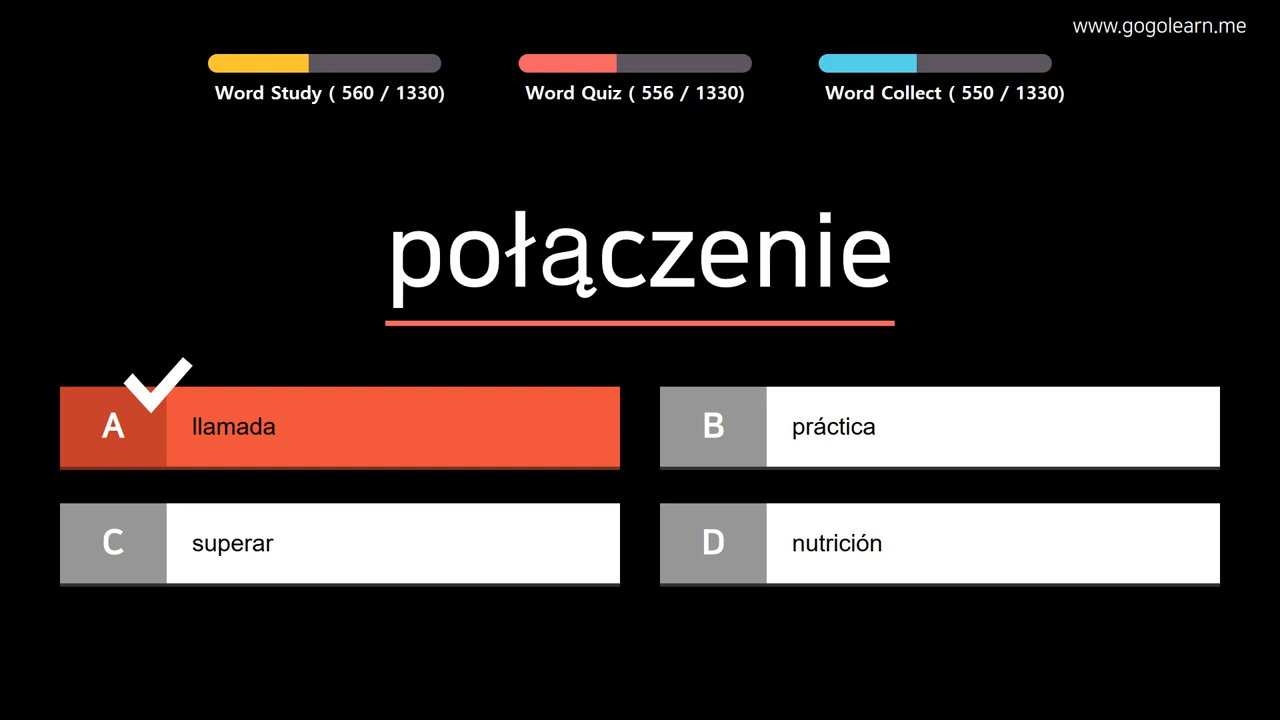 www.gogolearn.me
Word Study ( 560 / 1330)
Word Quiz ( 556 / 1330)
Word Collect ( 550 / 1330)
połączenie
A llamada
B práctica
C superar
D nutrición